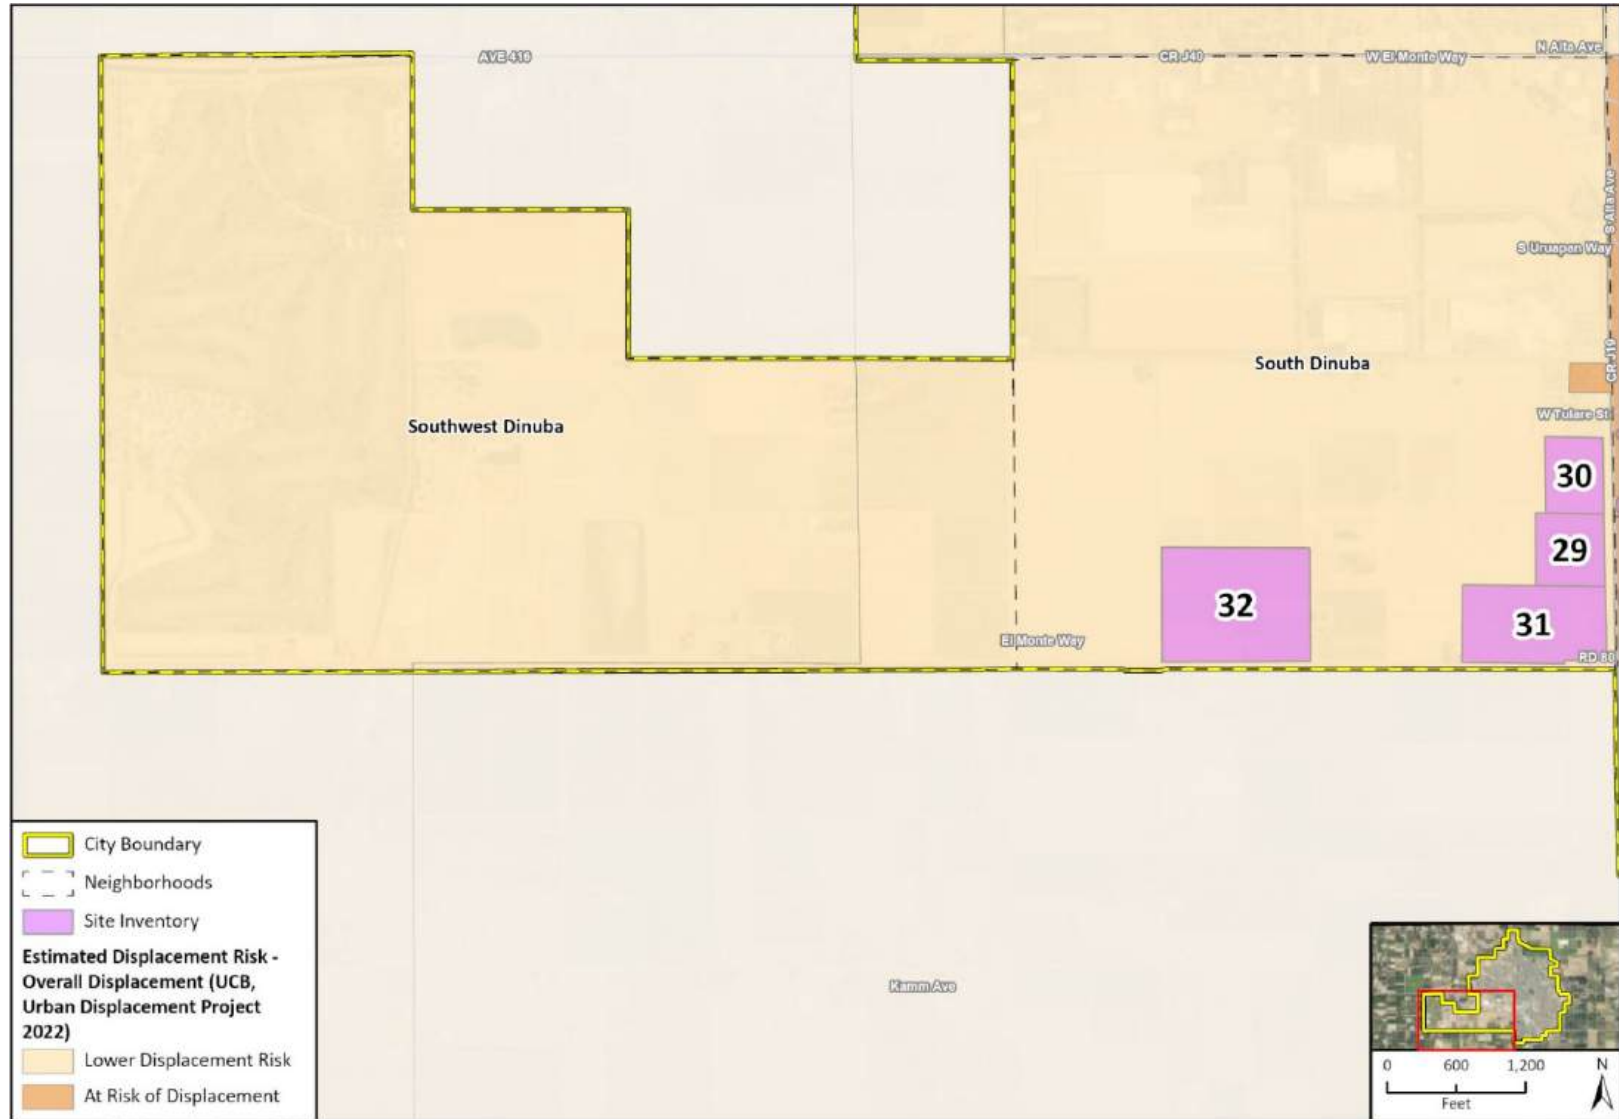 N Alta Ave
AVE 416
CR J40
W El Monte Way
S Alta Ave
S Uruapan Way
CR J19
South Dinuba
W Tulare St
Southwest Dinuba
30
29
32
31
El Monte Way
RD 80
City Boundary
Neighborhoods
Site Inventory
Estimated Displacement Risk -
Overall Displacement (UCB,
Urban Displacement Project
2022)
Lower Displacement Risk
At Risk of Displacement
Kamm Ave
0 600 1,200
Feet
N